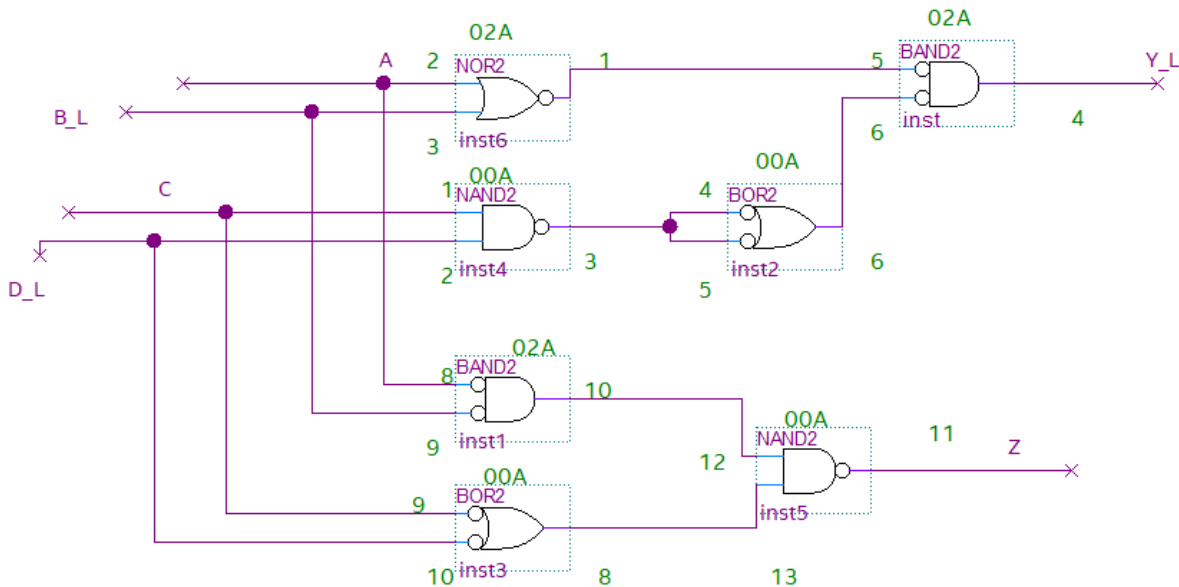 02A
02A
A
2
NOR2
1
5
BAND2
Y_L
B_L
3
inst6
6
inst
4
00A
00A
C
1
NAND2
4
BOR2
D_L
2
inst4
3
5
inst2
6
02A
8
BAND2
10
00A
9
inst1
12
NAND2
11
Z
00A
9
BOR2
inst5
10
inst3
8
13